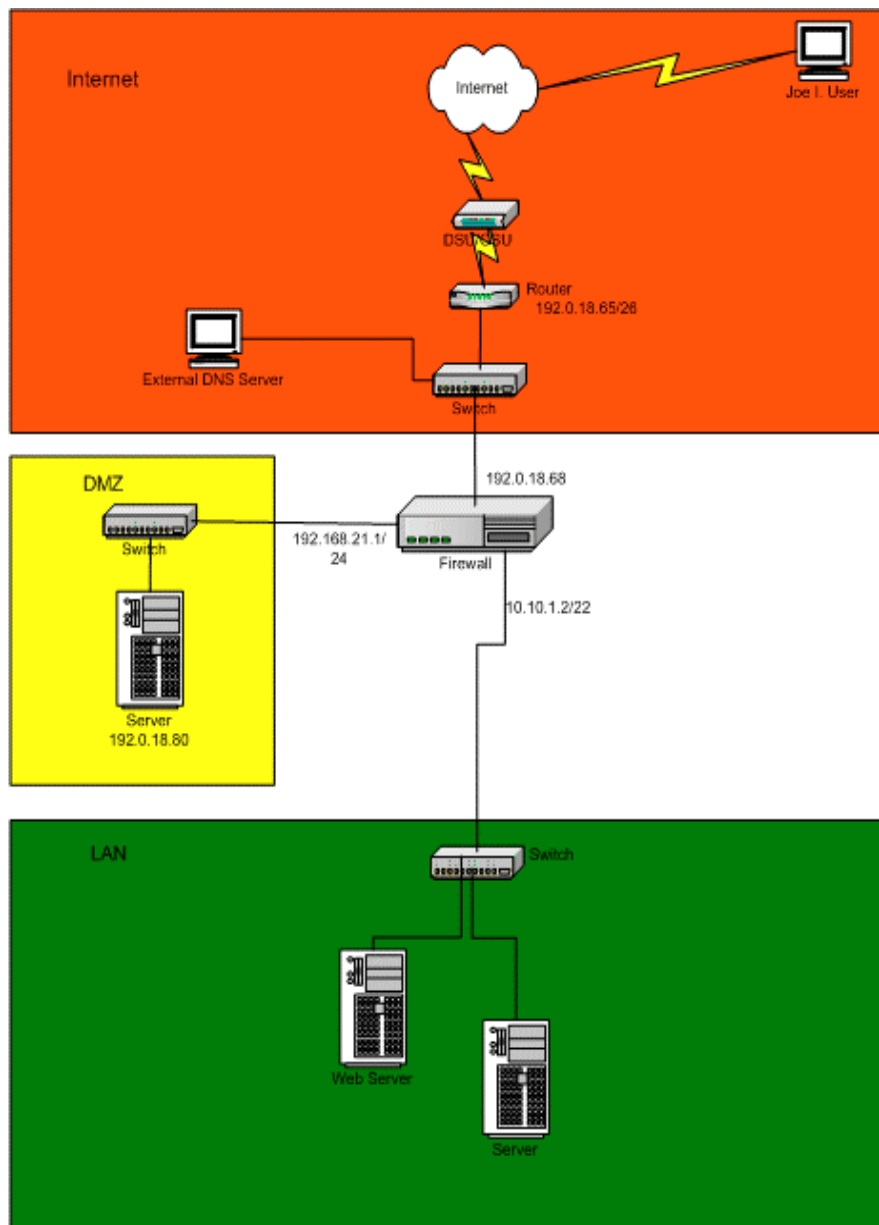 Internet
Internet
Joe I. User
DSU/CSU
Router
192.0.18.65/26
External DNS Server
Switch
192.0.18.68
DMZ
Switch
192.168.21.1/
24
Firewall
10.10.1.2/22
Server
192.0.18.80
LAN
Switch
Web Server
Server